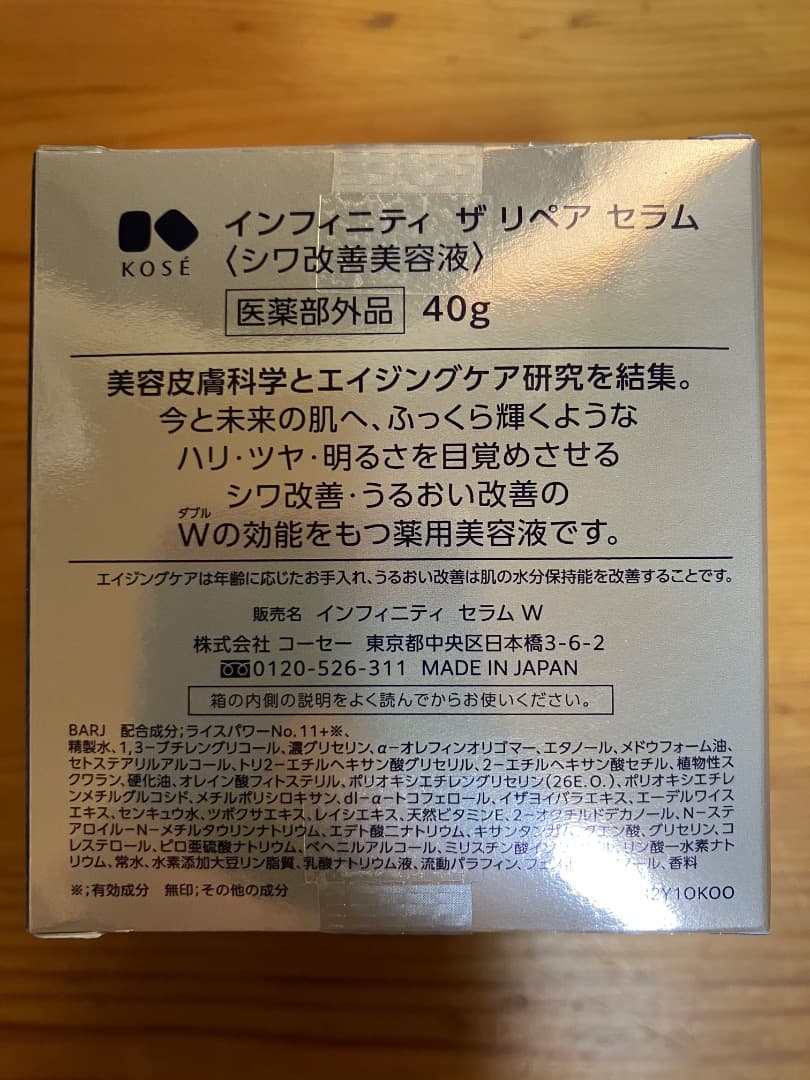 インフィニティ ザ リペア セラム
KOSÉ
〈シワ改善美容液〉
医薬部外品 40g
美容皮膚科学とエイジングケア研究を結集。
今と未来の肌へ、ふっくら輝くような
ハリ・ツヤ・明るさを目覚めさせる
シワ改善・うるおい改善の
ダブル
Wの効能をもつ薬用美容液です。
エイジングケアは年齢に応じたお手入れ、うるおい改善は肌の水分保持能を改善することです。
販売名 インフィニティ セラム W
株式会社 コーセー 東京都中央区日本橋3-6-2
0120-526-311 MADE IN JAPAN
箱の内側の説明をよく読んでからお使いください。
BARJ 配合成分;ライスパワーNo.11+※、
精製水、1,3-ブチレングリコール、濃グリセリン、α-オレフィンオリゴマー、エタノール、メドウフォーム油、
セトステアリルアルコール、トリ2-エチルヘキサン酸グリセリル、2-エチルヘキサン酸セチル、植物性ス
クワラン、硬化油、オレイン酸フィトステリル、ポリオキシエチレングリセリン(26E.O.)、ポリオキシエチレ
ンメチルグルコシド、メチルポリシロキサン、dl-α-トコフェロール、イザヨイバラエキス、エーデルワイス
エキス、センキュウ水、ツボクサエキス、レイシエキス、天然ビタミンE、2-オクチルドデカノール、N-ステ
アロイル-N-メチルタウリンナトリウム、エデト酸二ナトリウム、キサンタンガム、クエン酸、グリセリン、コ
レステロール、ピロ亜硫酸ナトリウム、ベヘニルアルコール、ミリスチン酸 リン酸一水素ナト
リウム、常水、水素添加大豆リン脂質、乳酸ナトリウム液、流動パラフィン、 香料
※;有効成分 無印;その他の成分
2Y10K00